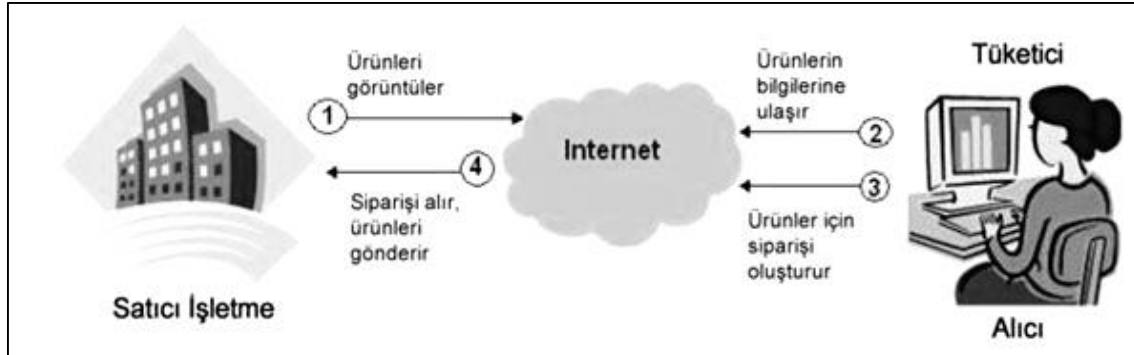 Ürünleri
görüntüler
1
4
Siparişi alır,
ürünleri
gönderir
Satıcı İşletme
Internet
Ürünlerin
bilgilerine
ulaşır
2
3
Ürünler için
siparişi
oluşturur
Tüketici
Alıcı